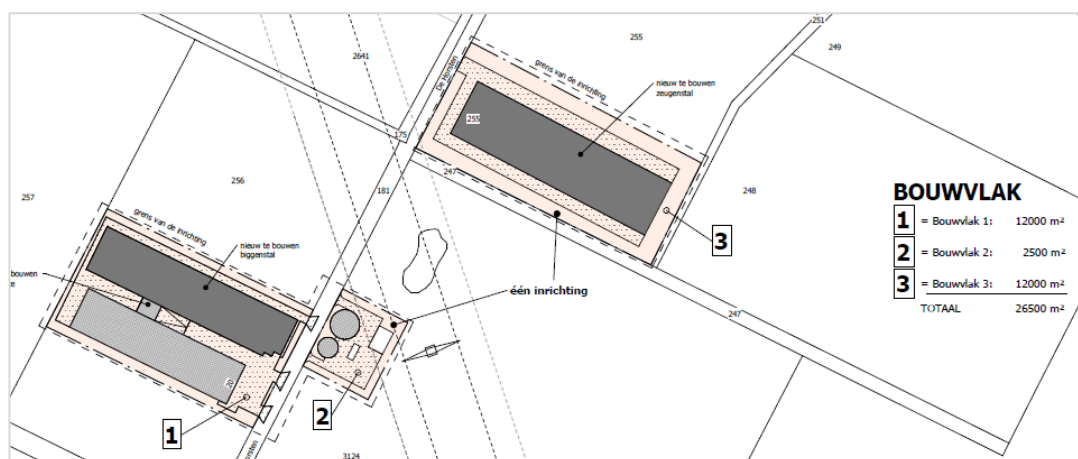 251
255
249
2641
De Horsten
grens van de inrichting
nieuw te bouwen
zeugenstal
255
175
247
248
256
181
257
grens van de inrichting
nieuw te bouwen
biggenstal
bouwen
één inrichting
247
20
1
2
3
3124
BOUWVLAK
1 = Bouwvlak 1: 12000 m²
2 = Bouwvlak 2: 2500 m²
3 = Bouwvlak 3: 12000 m²
TOTAAL 26500 m²